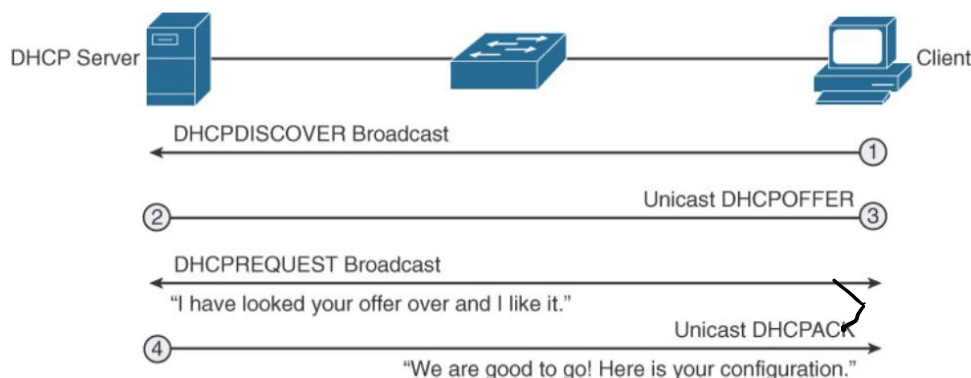 DHCP Server
Client
DHCPDISCOVER Broadcast
1
Unicast DHCPOFFER
2
3
DHCPREQUEST Broadcast
“I have looked your offer over and I like it.”
Unicast DHCPACK
4
“We are good to go! Here is your configuration.”